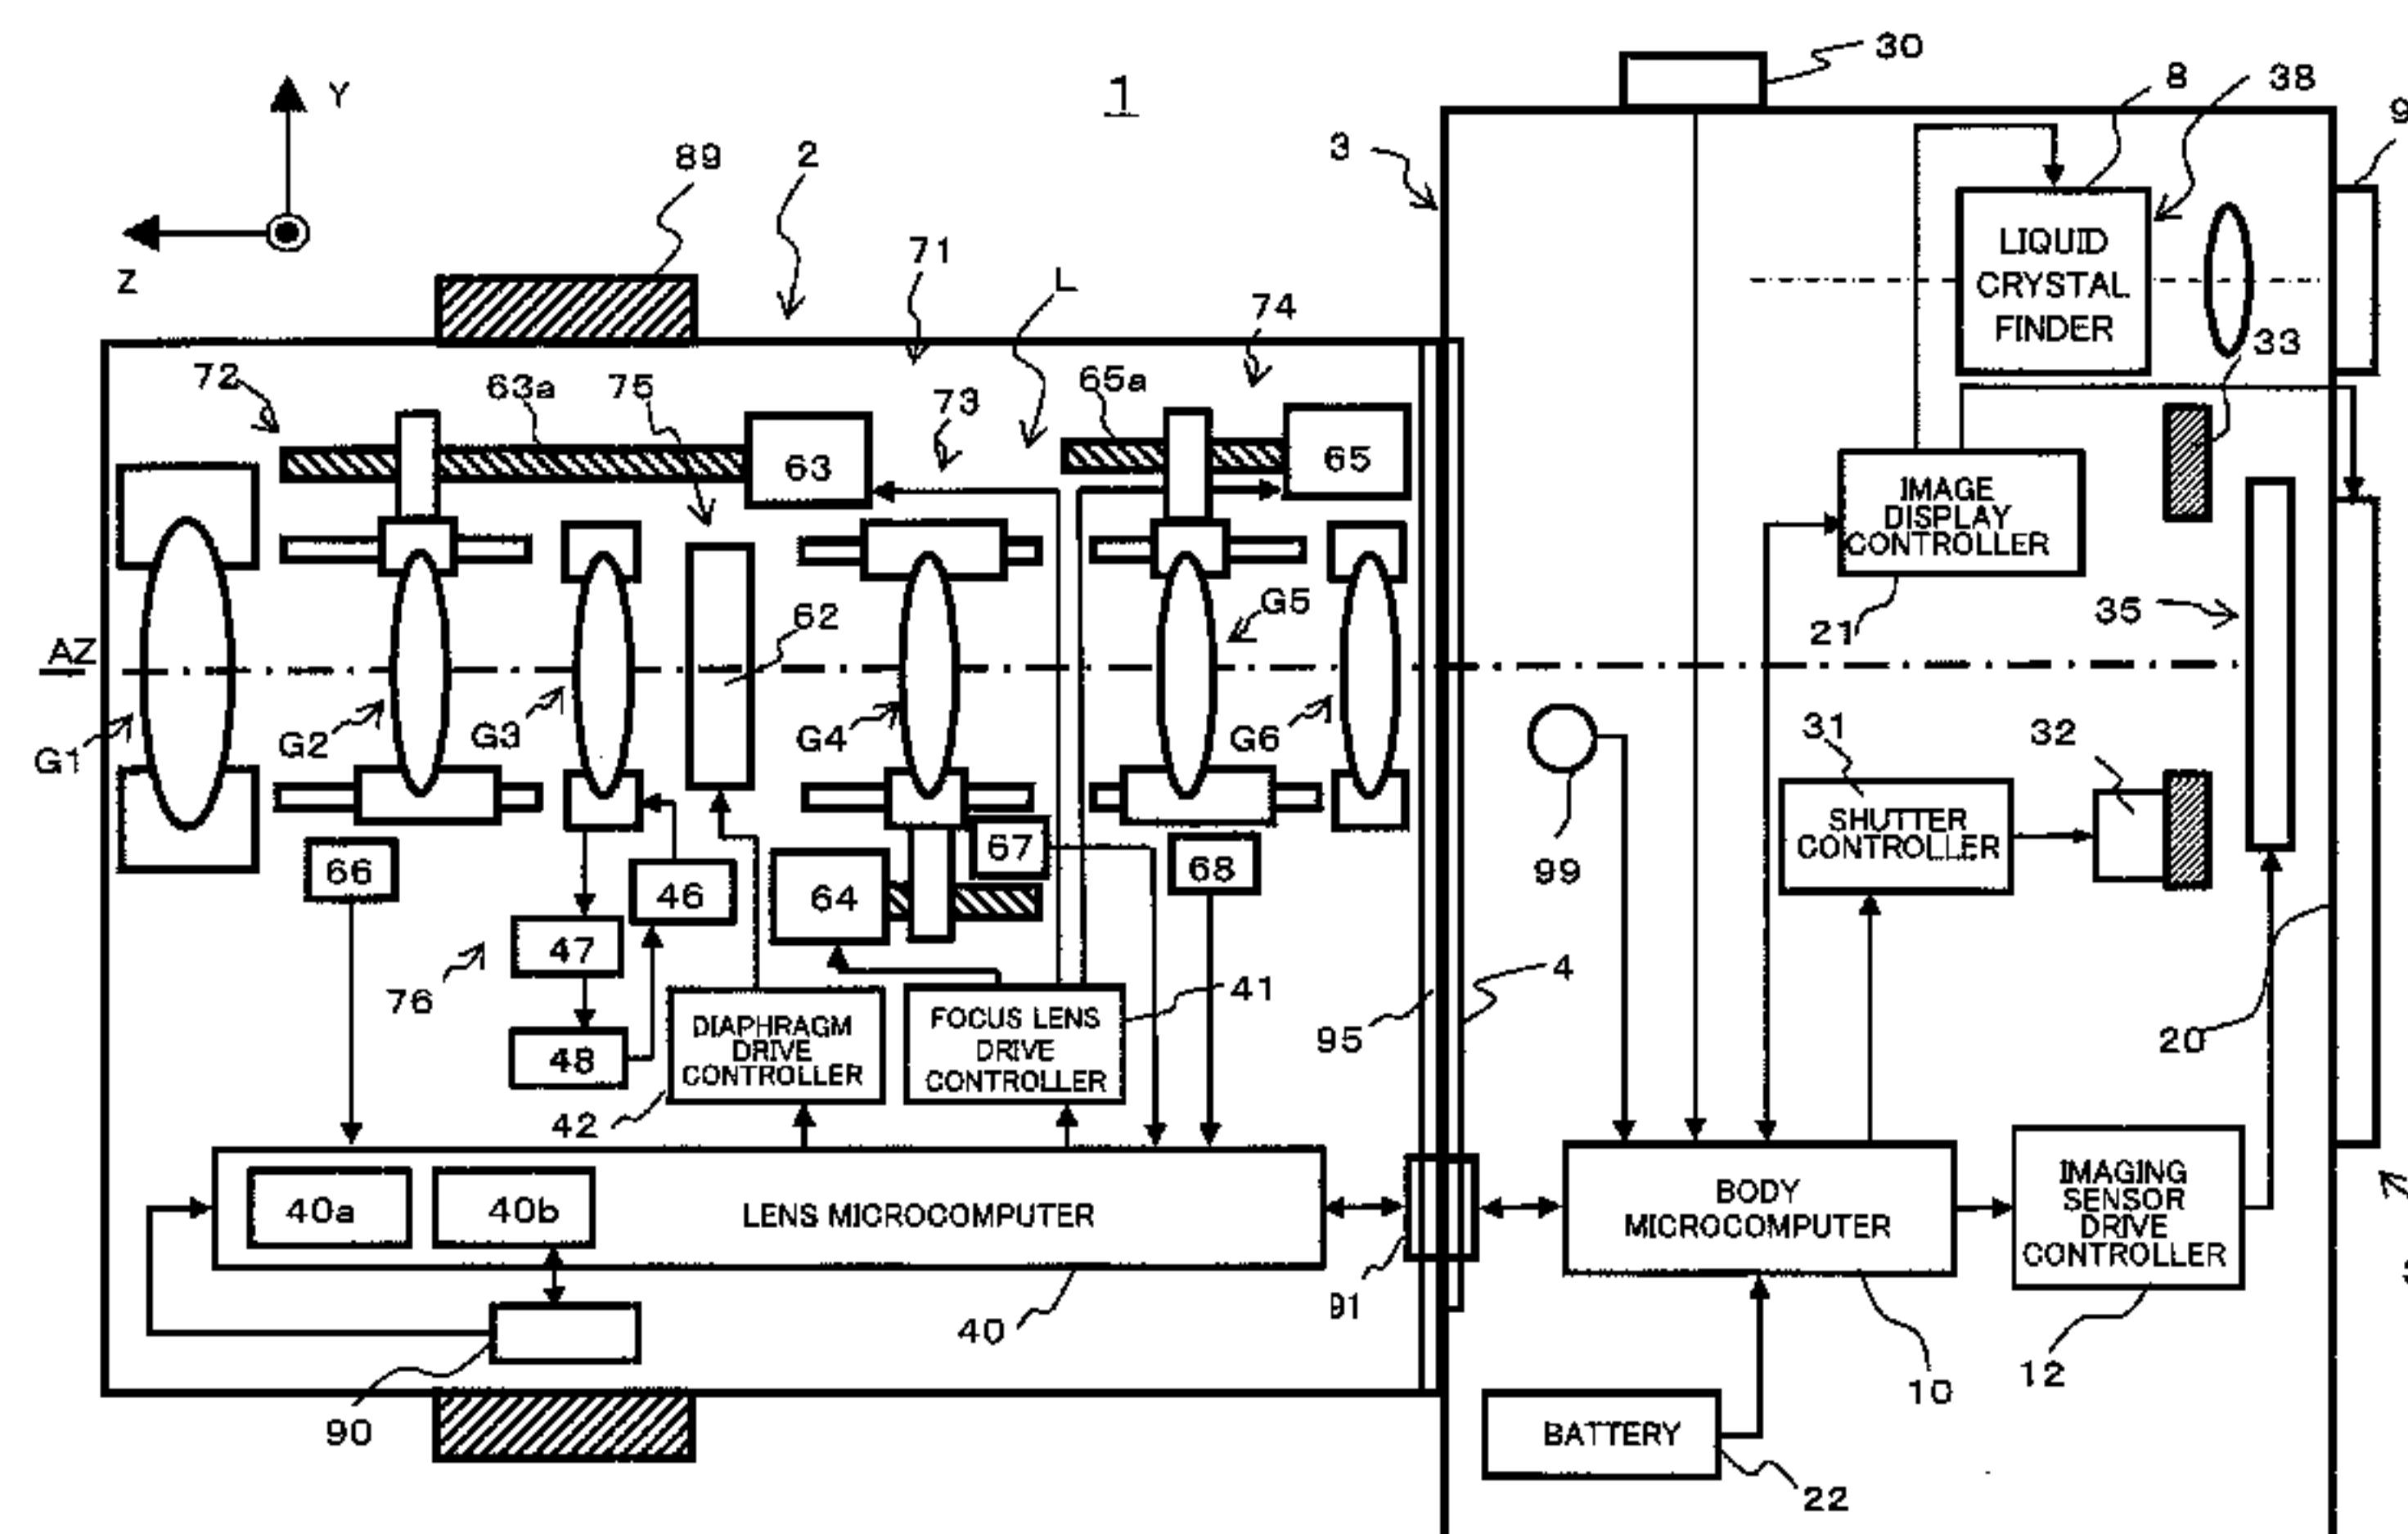 30
Y
1
8
38
9
89
2
3
LIQUID
CRYSTAL
FINDER
71
Z
L
74
33
72
63a
75
73
65a
63
65
IMAGE
DISPLAY
CONTROLLER
G5
62
35
21
AZ
G1
G2
G3
G4
G6
31
32
SHUTTER
CONTROLLER
67
66
46
64
68
99
47
76
41
4
48
DIAPHRAGM
DRIVE
CONTROLLER
FOCUS LENS
DRIVE
CONTROLLER
95
20
42
40a
40b
LENS MICROCOMPUTER
BODY
MICROCOMPUTER
IMAGING
SENSOR
DRIVE
CONTROLLER
91
40
10
12
90
BATTERY
22